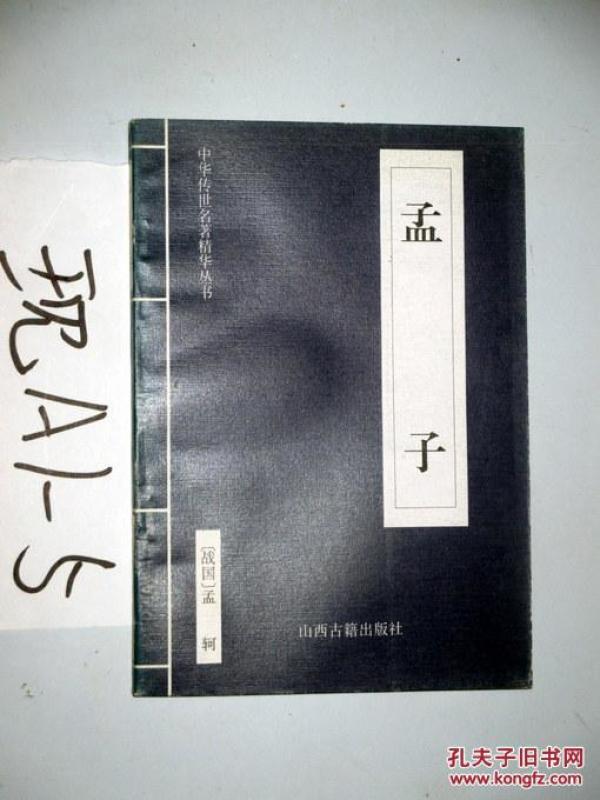 孟子
中华传世名著精华丛书
〔战国〕孟 轲
山西古籍出版社
现A1-5
孔夫子旧书网
www.kongfz.com